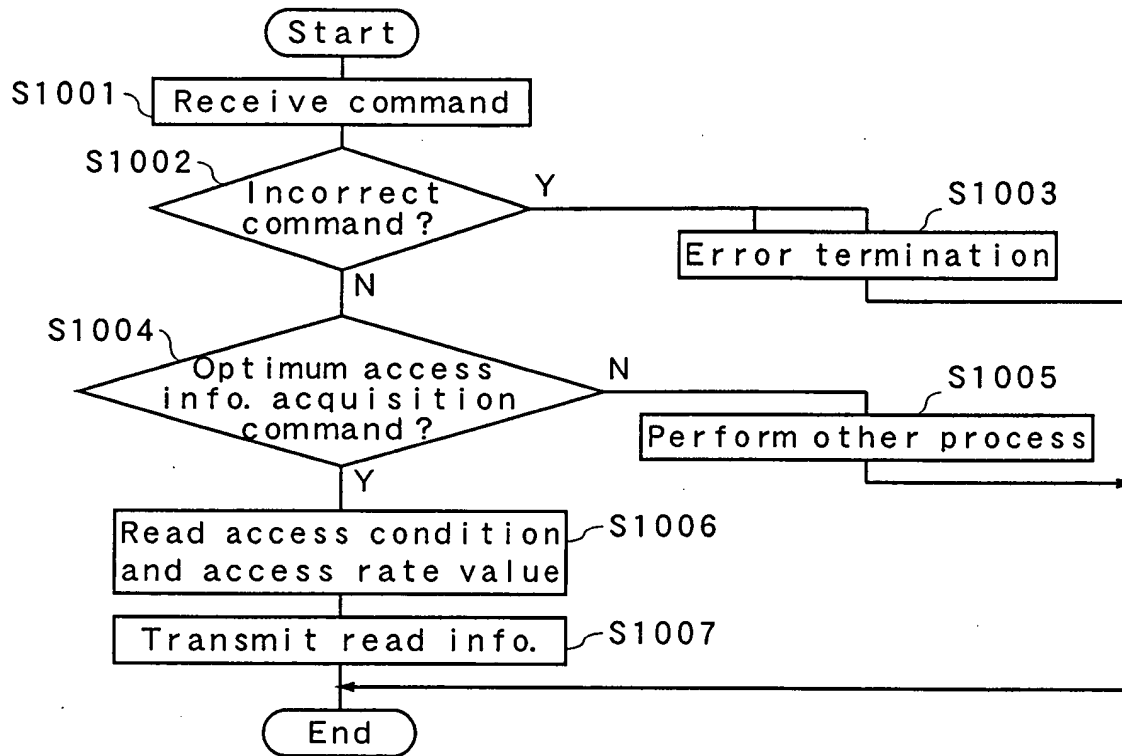 Start
S1001
Receive command
S1002
Incorrect
command?
Y
S1003
Error termination
N
S1004
Optimum access
info. acquisition
command?
N
S1005
Perform other process
Y
Read access condition
and access rate value
S1006
Transmit read info.
S1007
End